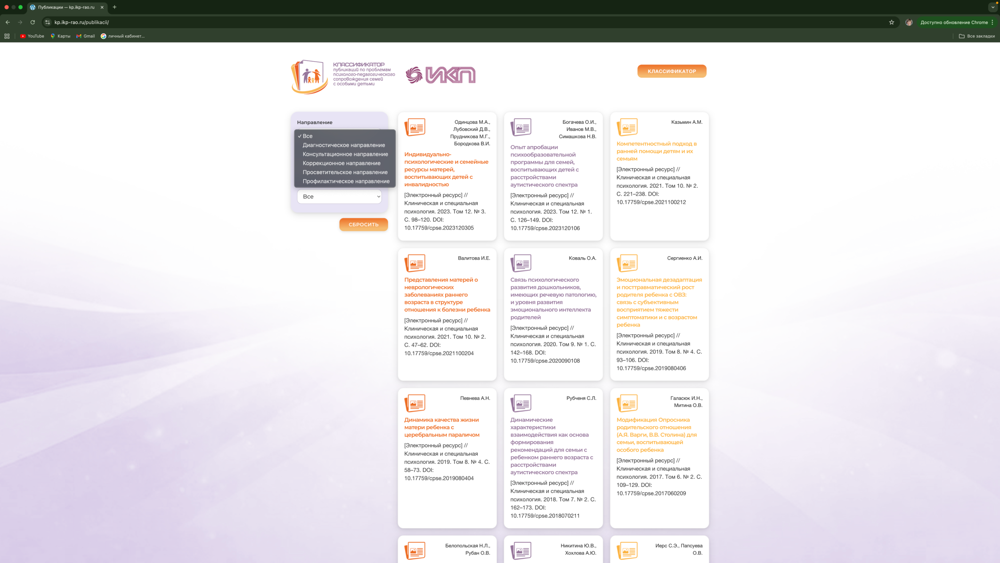 Публикации — kp.ikp-rao.ru
kp.ikp-rao.ru/publikacii/
Доступно обновление Chrome
YouTube
Карты
Gmail
личный кабинет...
Все закладки
КЛАССИФИКАТОР
публикаций по проблемам
психолого-педагогического
сопровождения семей
с особыми детьми
ИКП
КЛАССИФИКАТОР
Направление
Все
Диагностическое направление
Консультационное направление
Коррекционное направление
Просветительское направление
Профилактическое направление
Все
СБРОСИТЬ
Одинцова М.А.,
Лубовский Д.В.,
Прудникова М.Г.,
Бородкова В.И.
Индивидуально-
психологические и семейные
ресурсы матерей,
воспитывающих детей с
инвалидностью
[Электронный ресурс] //
Клиническая и специальная
психология. 2023. Том 12. № 3.
С. 98–120. DOI:
10.17759/cpse.2023120305
Богачева О.И.,
Иванов М.В.,
Симашкова Н.В.
Опыт апробации
психообразовательной
программы для семей,
воспитывающих детей с
расстройствами
аутистического спектра
[Электронный ресурс] //
Клиническая и специальная
психология. 2023. Том 12. № 1.
С. 126–149. DOI:
10.17759/cpse.2023120106
Казьмин А.М.
Компетентностный подход в
ранней помощи детям и их
семьям
[Электронный ресурс] //
Клиническая и специальная
психология. 2021. Том 10. № 2.
С. 221–238. DOI:
10.17759/cpse.2021100212
Валитова И.Е.
Представления матерей о
неврологических
заболеваниях раннего
возраста в структуре
отношения к болезни ребенка
[Электронный ресурс] //
Клиническая и специальная
психология. 2021. Том 10. № 2.
С. 47–62. DOI:
10.17759/cpse.2021100204
Коваль О.А.
Связь психологического
развития дошкольников,
имеющих речевую патологию,
и уровня развития
эмоционального интеллекта
родителей
[Электронный ресурс] //
Клиническая и специальная
психология. 2020. Том 9. № 1. С.
142–168. DOI:
10.17759/cpse.2020090108
Сергиенко А.И.
Эмоциональная дезадаптация
и посттравматический рост
родителя ребенка с ОВЗ:
связь с субъективным
восприятием тяжести
симптоматики и с возрастом
ребенка
[Электронный ресурс] //
Клиническая и специальная
психология. 2019. Том 8. № 4. С.
93–106. DOI:
10.17759/cpse.2019080406
Певнева А.Н.
Динамика качества жизни
матери ребенка с
церебральным параличом
[Электронный ресурс] //
Клиническая и специальная
психология. 2019. Том 8. № 4. С.
58–73. DOI:
10.17759/cpse.2019080404
Рубченя С.Л.
Динамические
характеристики
взаимодействия как основа
формирования
рекомендаций для семьи с
ребенком раннего возраста с
расстройствами
аутистического спектра
[Электронный ресурс] //
Клиническая и специальная
психология. 2018. Том 7. № 2. С.
162–173. DOI:
10.17759/cpse.2018070211
Галасюк И.Н.,
Митина О.В.
Модификация Опросника
родительского отношения
(А.Я. Варги, В.В. Столина) для
семьи, воспитывающей
особого ребенка
[Электронный ресурс] //
Клиническая и специальная
психология. 2017. Том 6. № 2. С.
109–129. DOI:
10.17759/cpse.2017060209
Белопольская Н.Л.,
Рубан О.В.
Никитина Ю.В.,
Хохлова А.Ю.
Иерс С.Э., Папсуева
О.В.